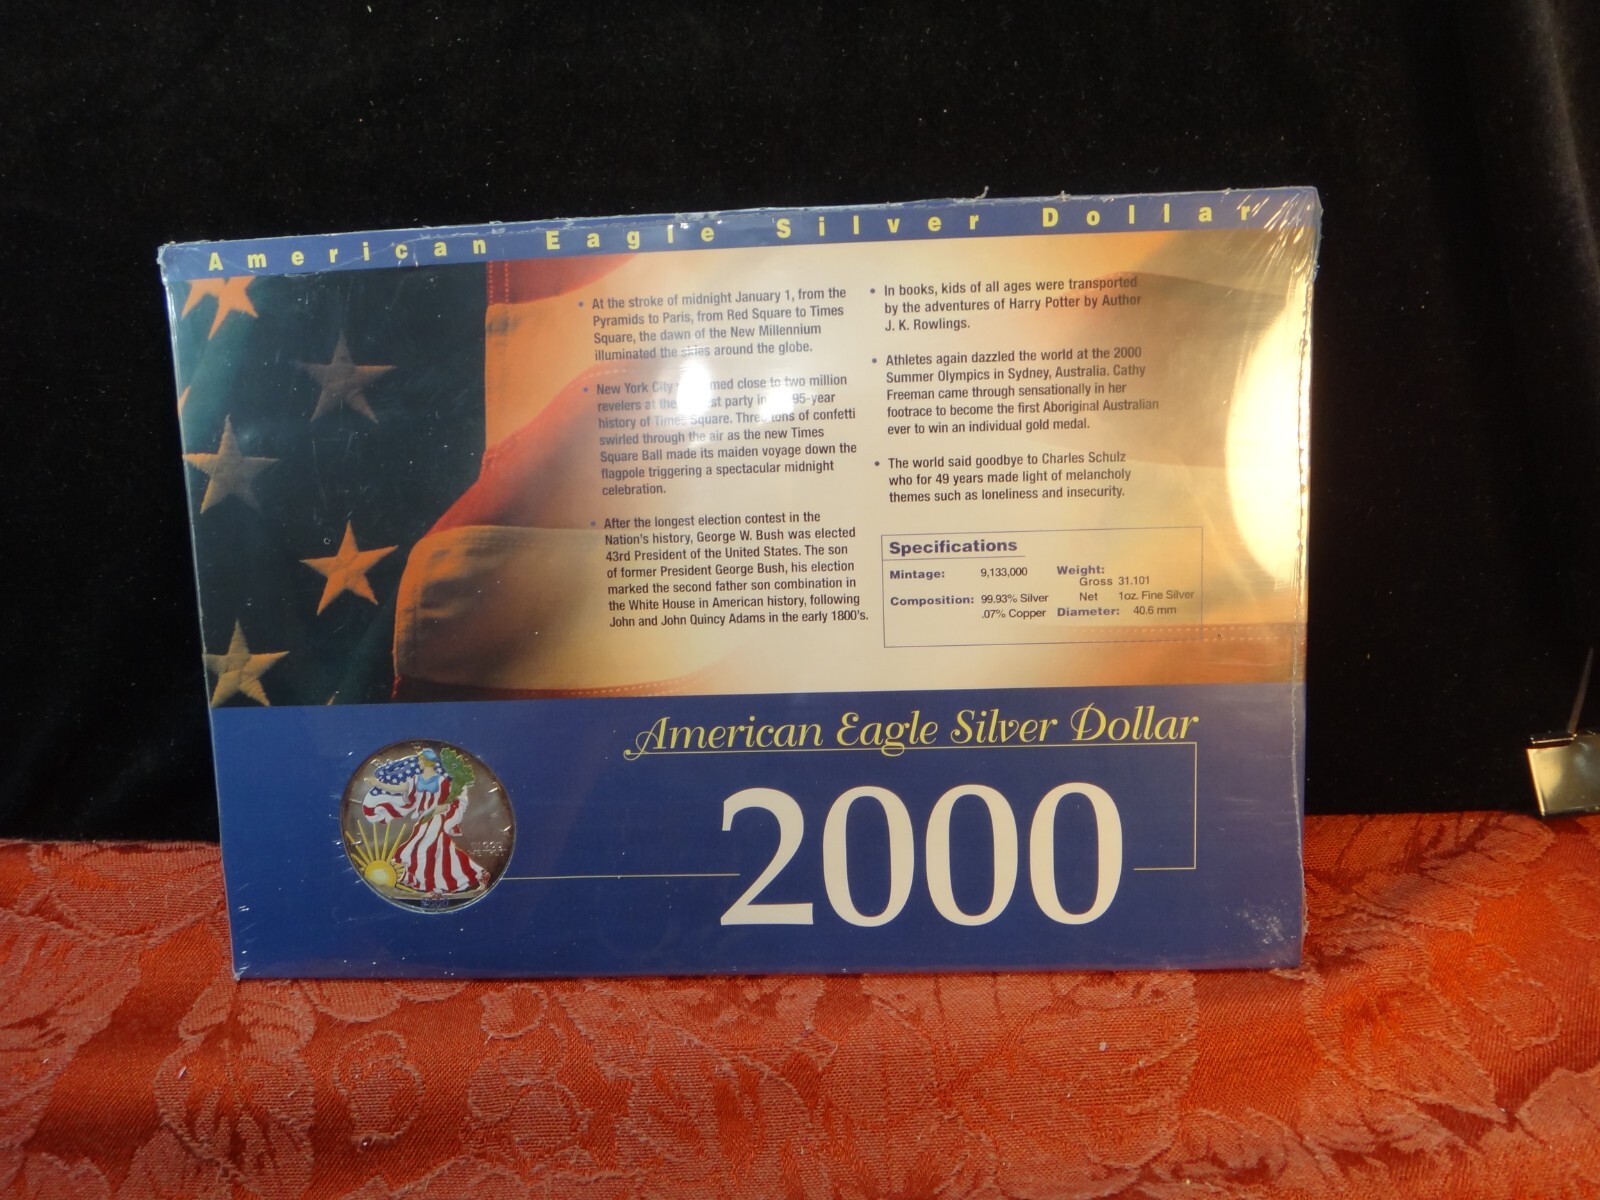 American Eagle Silver Dollar
• At the stroke of midnight January 1, from the
Pyramids to Paris, from Red Square to Times
Square, the dawn of the New Millennium
illuminated the skies around the globe.
• New York City close to two million
revelers at the party in 95-year
history of Times Square. Three tons of confetti
swirled through the air as the new Times
Square Ball made its maiden voyage down the
flagpole triggering a spectacular midnight
celebration.
• After the longest election contest in the
Nation's history, George W. Bush was elected
43rd President of the United States. The son
of former President George Bush, his election
marked the second father son combination in
the White House in American history, following
John and John Quincy Adams in the early 1800's.
• In books, kids of all ages were transported
by the adventures of Harry Potter by Author
J. K. Rowlings.
• Athletes again dazzled the world at the 2000
Summer Olympics in Sydney, Australia. Cathy
Freeman came through sensationally in her
footrace to become the first Aboriginal Australian
ever to win an individual gold medal.
• The world said goodbye to Charles Schulz
who for 49 years made light of melancholy
themes such as loneliness and insecurity.
Specifications
Mintage: 9,133,000
Composition: 99.93% Silver
.07% Copper
Weight:
Gross 31.101
Net 1oz. Fine Silver
Diameter: 40.6 mm
American Eagle Silver Dollar
2000